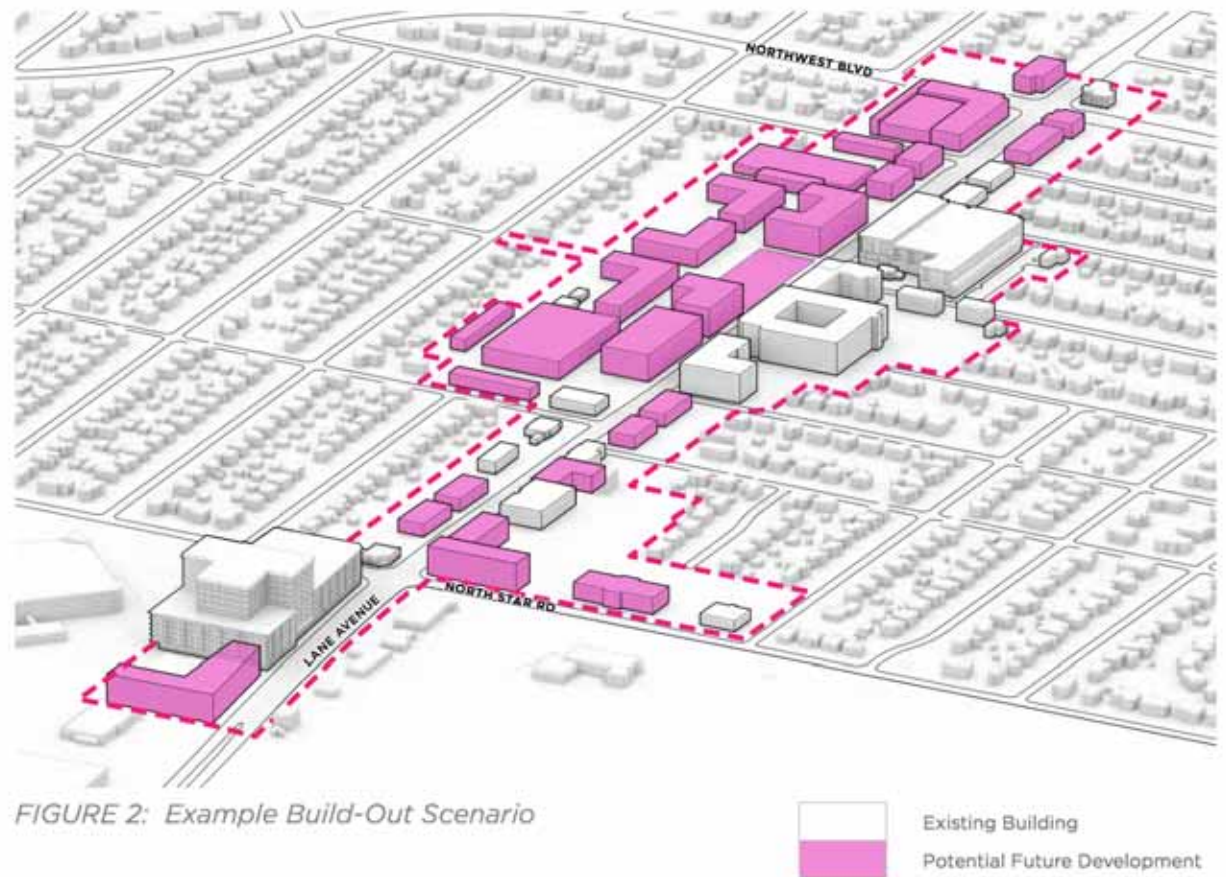 NORTHWEST BLVD
NORTH STAR RD
LANE AVENUE
FIGURE 2: Example Build-Out Scenario
Existing Building
Potential Future Development